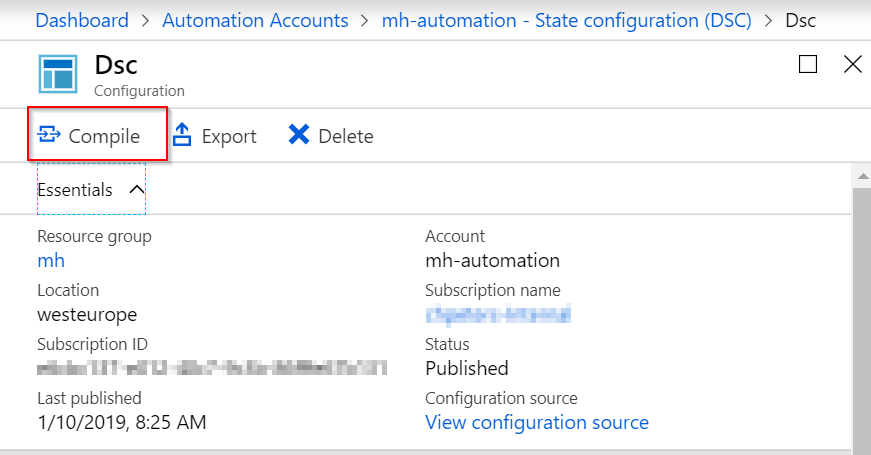 Dashboard > Automation Accounts > mh-automation - State configuration (DSC) > Dsc
Dsc
Configuration
Compile Export Delete
Essentials
Resource group Account
mh mh-automation
Location Subscription name
westeurope
Subscription ID Status
Published
Last published Configuration source
1/10/2019, 8:25 AM View configuration source